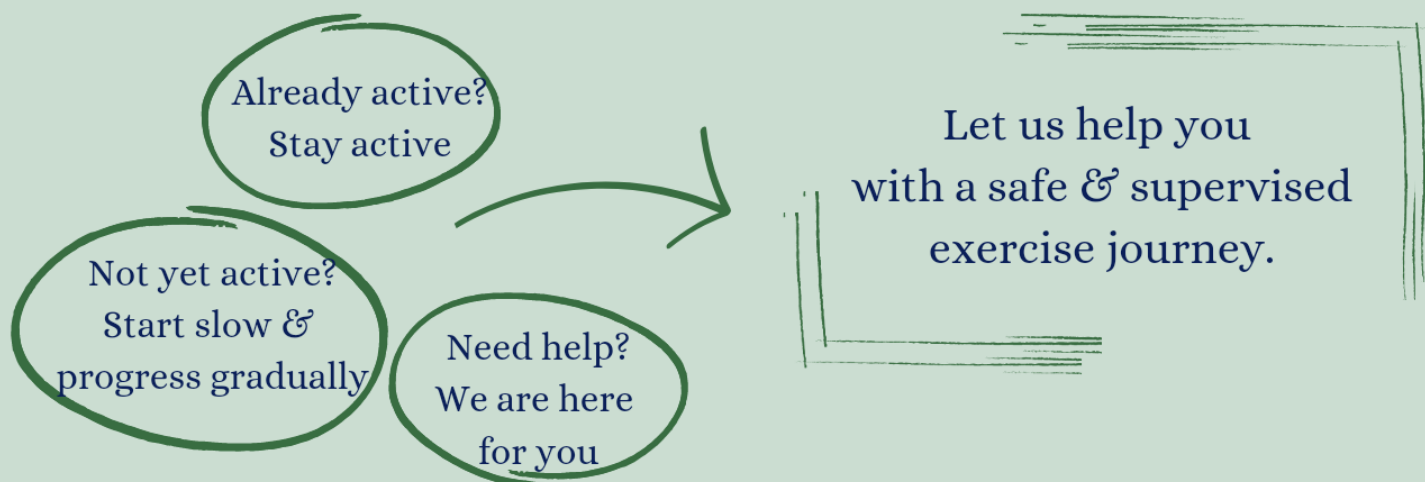 Already active?
Stay active
Not yet active?
Start slow &
progress gradually
Need help?
We are here
for you
Let us help you
with a safe & supervised
exercise journey.